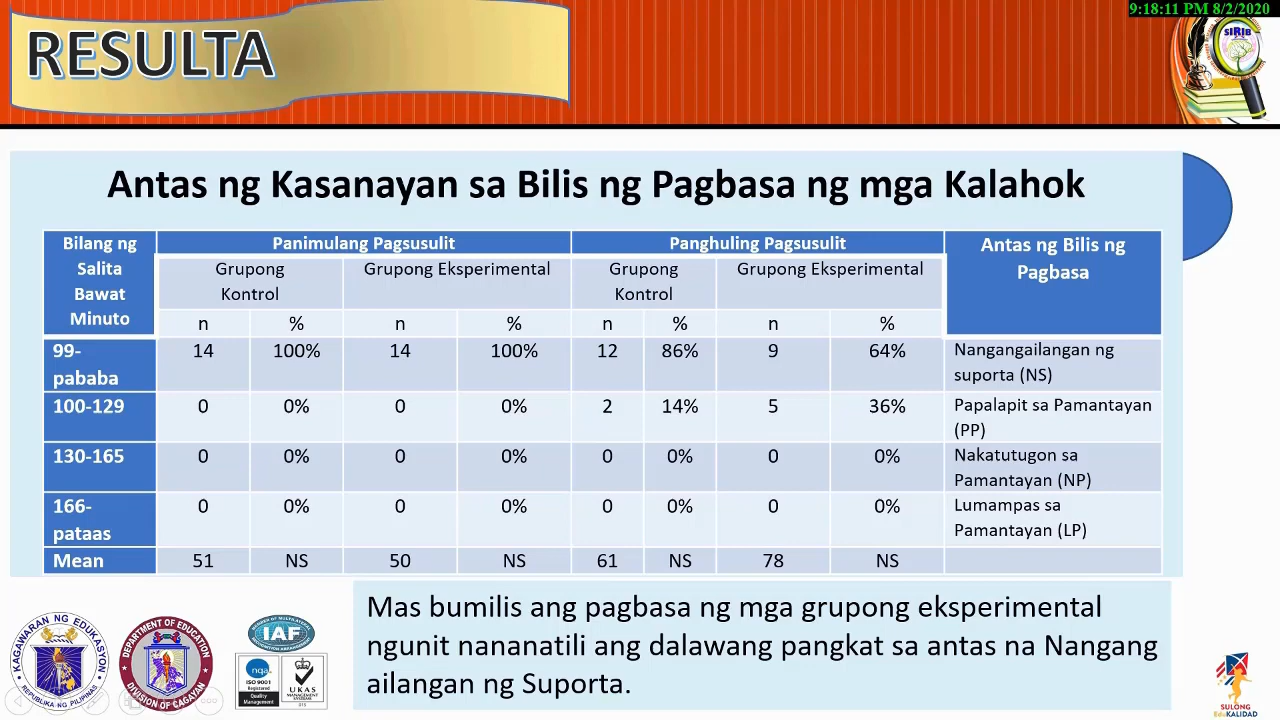 9:18:11 PM 8/2/2020
RESULTA
SIRIB
Antas ng Kasanayan sa Bilis ng Pagbasa ng mga Kalahok
Bilang ng Salita Bawat Minuto Panimulang Pagsusulit Panghuling Pagsusulit Antas ng Bilis ng Pagbasa
Grupong Kontrol Grupong Eksperimental Grupong Kontrol Grupong Eksperimental
n % n % n % n %
99-pababa 14 100% 14 100% 12 86% 9 64% Nangangailangan ng suporta (NS)
100-129 0 0% 0 0% 2 14% 5 36% Papalapit sa Pamantayan (PP)
130-165 0 0% 0 0% 0 0% 0 0% Nakatutugon sa Pamantayan (NP)
166-pataas 0 0% 0 0% 0 0% 0 0% Lumampas sa Pamantayan (LP)
Mean 51 NS 50 NS 61 NS 78 NS
Mas bumilis ang pagbasa ng mga grupong eksperimental
ngunit nananatili ang dalawang pangkat sa antas na Nangang
ailangan ng Suporta.
KAGAWARAN NG EDUKASYON
REPUBLIKA NG PILIPINAS
DEPARTMENT OF EDUCATION
DIVISION OF CAGAYAN
IAF
nqa
ISO 9001
Registered
Quality
Management
UKAS
MANAGEMENT
SYSTEMS
SULONG
EduKALIDAD